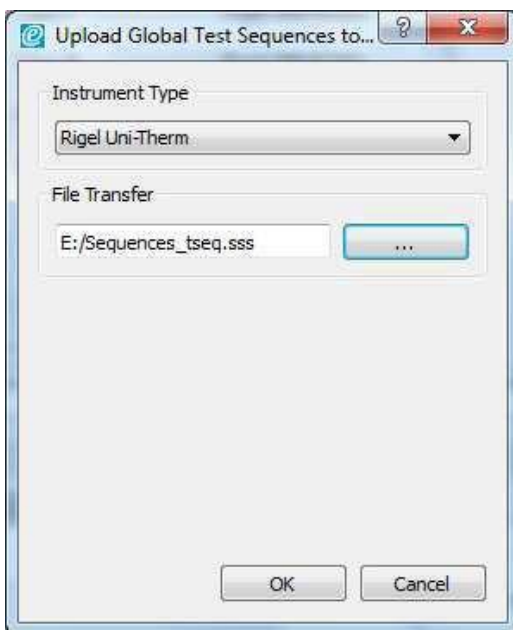 Upload Global Test Sequences to...
Instrument Type
Rigel Uni-Therm
File Transfer
E:/Sequences_tseq.sss
...
OK
Cancel